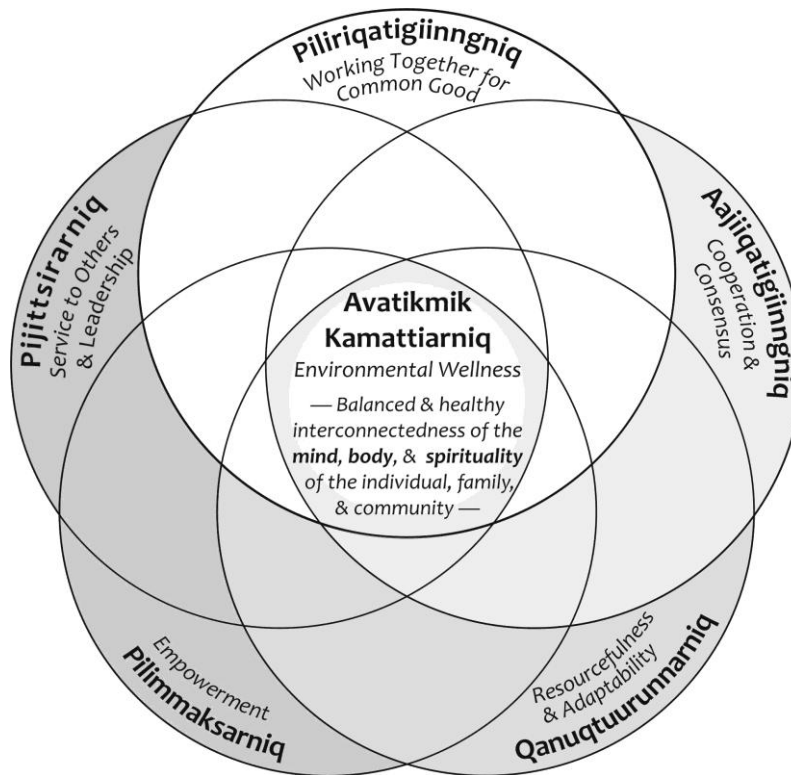 Piliriqatigiinngniq
Working Together for
Common Good
Pijittsirarniq
Service to Others
& Leadership
Aajiiqatigiinngniq
Cooperation &
Consensus
Avatikmik
Kamattiarniq
Environmental Wellness
— Balanced & healthy
interconnectedness of the
mind, body, & spirituality
of the individual, family,
& community —
Empowerment
Pilimmaksarniq
Resourcefulness
& Adaptability
Qanuqtuurunnarniq